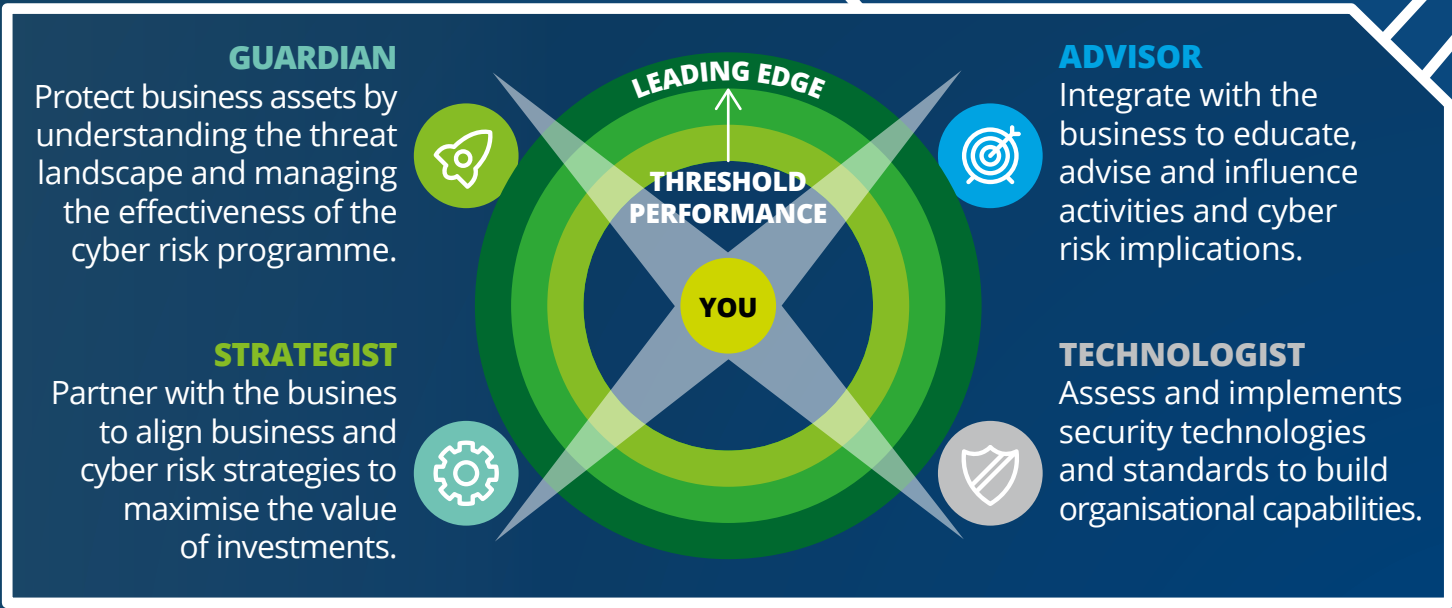 GUARDIAN
Protect business assets by
understanding the threat
landscape and managing
the effectiveness of the
cyber risk programme.
STRATEGIST
Partner with the busines
to align business and
cyber risk strategies to
maximise the value
of investments.
LEADING EDGE
THRESHOLD
PERFORMANCE
YOU
ADVISOR
Integrate with the
business to educate,
advise and influence
activities and cyber
risk implications.
TECHNOLOGIST
Assess and implements
security technologies
and standards to build
organisational capabilities.